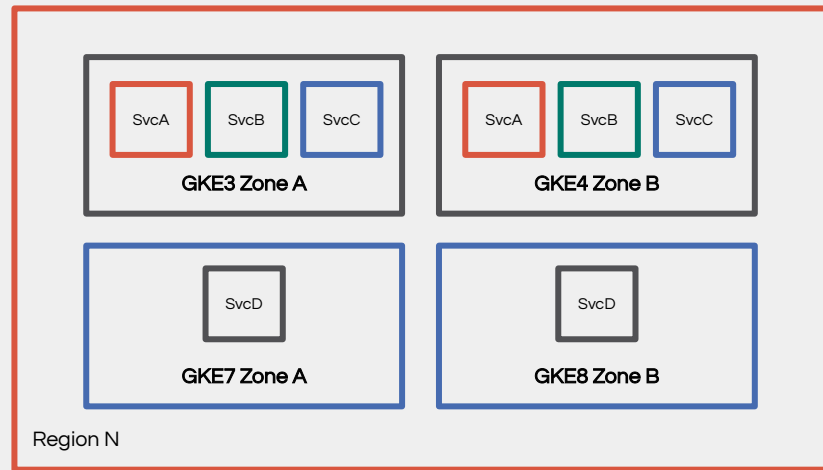 SvcA SvcB SvcC
GKE3 Zone A
SvcA SvcB SvcC
GKE4 Zone B
SvcD
GKE7 Zone A
SvcD
GKE8 Zone B
Region N